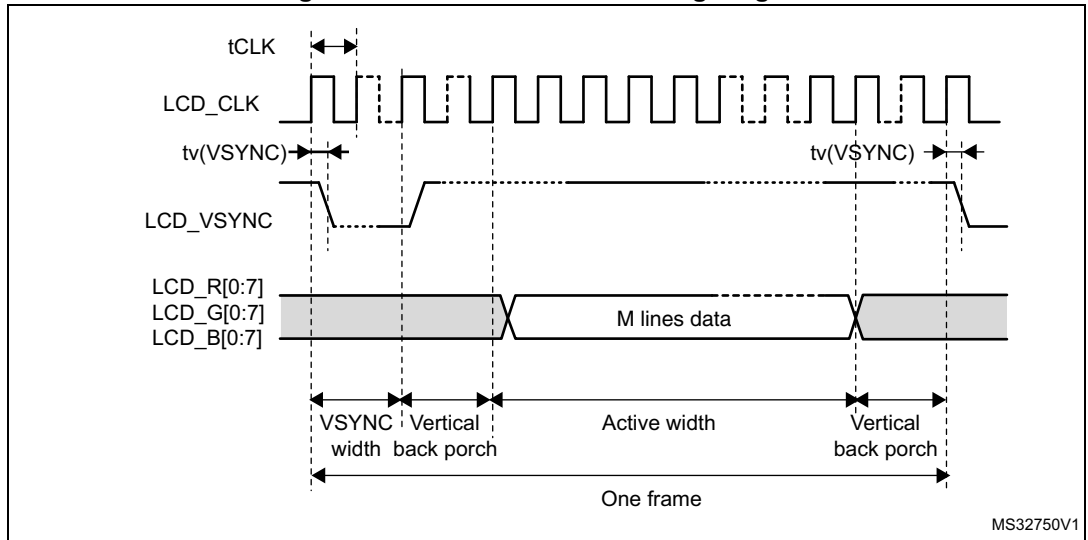 tCLK
LCD_CLK
tv(VSYNC)
tv(VSYNC)
LCD_VSYNC
LCD_R[0:7]
LCD_G[0:7]
LCD_B[0:7]
M lines data
VSYNC width
Vertical back porch
Active width
Vertical back porch
One frame
MS32750V1